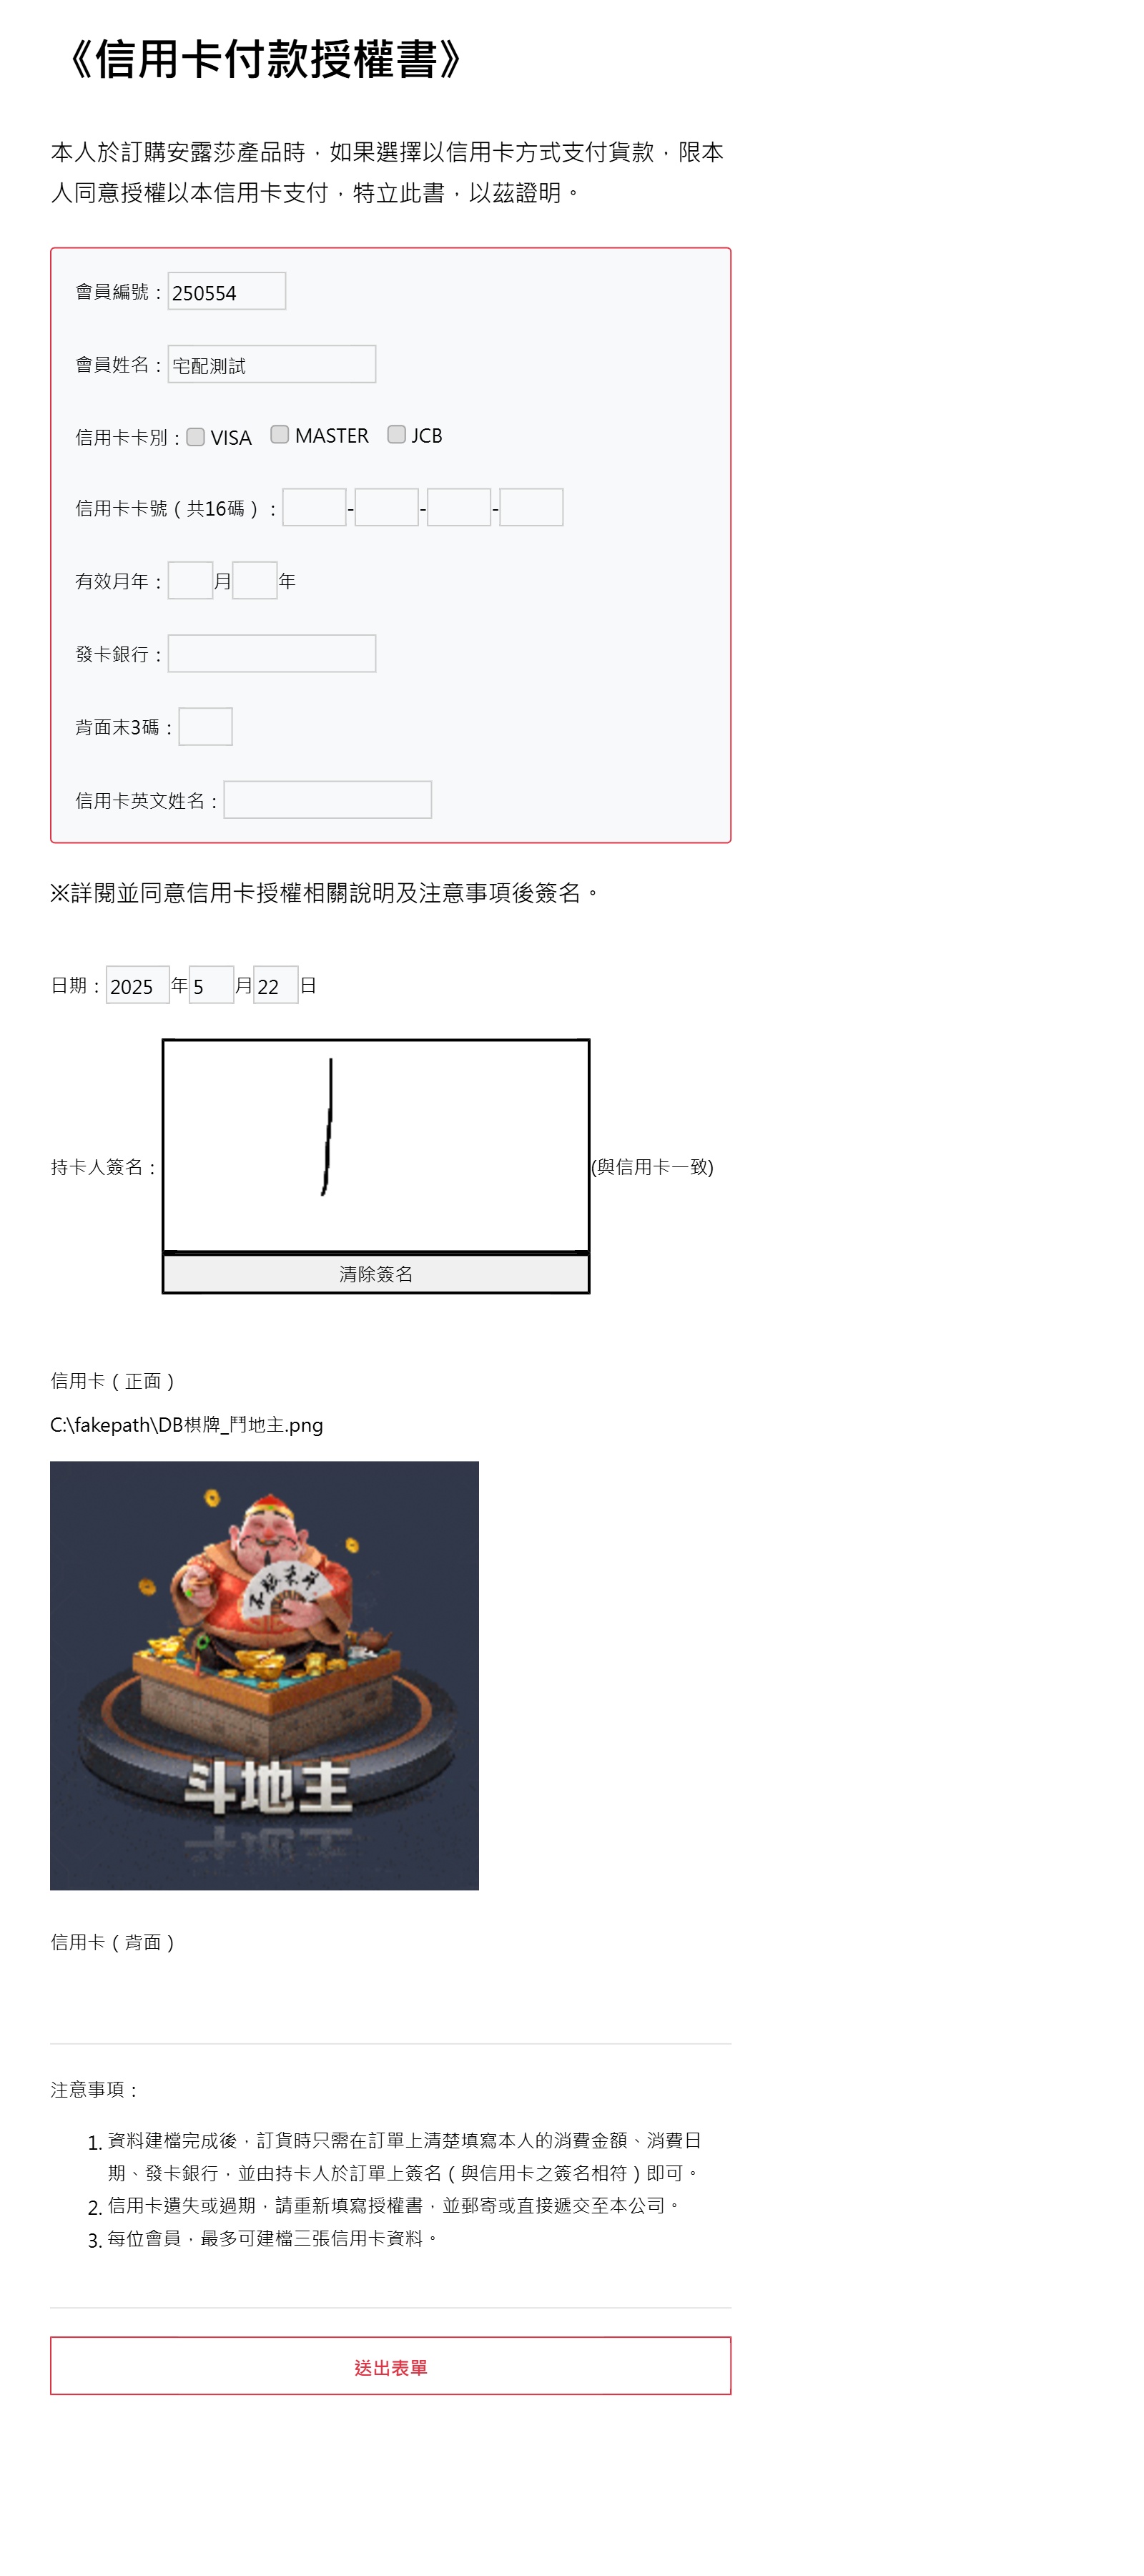 《信用卡付款授權書》
本人於訂購安露莎產品時，如果選擇以信用卡方式支付貨款，限本
人同意授權以本信用卡支付，特立此書，以茲證明。
會員編號：250554
會員姓名：宅配測試
信用卡卡別： VISA MASTER JCB
信用卡卡號（共16碼）： - - -
有效月年： 月 年
發卡銀行：
背面末3碼：
信用卡英文姓名：
※詳閱並同意信用卡授權相關說明及注意事項後簽名。
日期：2025年5月22日
持卡人簽名： (與信用卡一致)
清除簽名
信用卡（正面）
C:\fakepath\DB棋牌_鬥地主.png
斗地主
信用卡（背面）
注意事項：
1. 資料建檔完成後，訂貨時只需在訂單上清楚填寫本人的消費金額、消費日
期、發卡銀行，並由持卡人於訂單上簽名（與信用卡之簽名相符）即可。
2. 信用卡遺失或過期，請重新填寫授權書，並郵寄或直接遞交至本公司。
3. 每位會員，最多可建檔三張信用卡資料。
送出表單